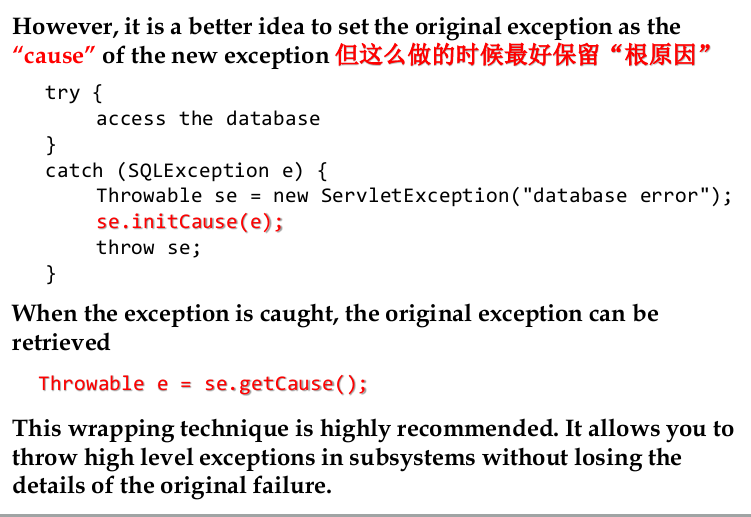 However, it is a better idea to set the original exception as the
“cause” of the new exception 但这么做的时候最好保留“根原因”
try {
access the database
}
catch (SQLException e) {
Throwable se = new ServletException("database error");
se.initCause(e);
throw se;
}
When the exception is caught, the original exception can be
retrieved
Throwable e = se.getCause();
This wrapping technique is highly recommended. It allows you to
throw high level exceptions in subsystems without losing the
details of the original failure.